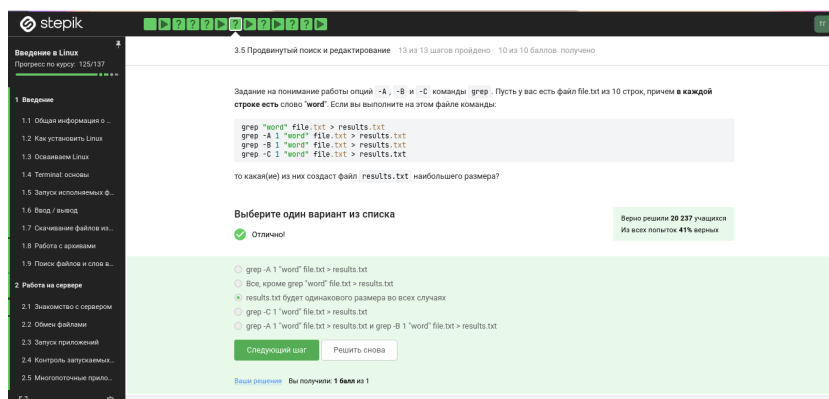 stepik
ТГ
Введение в Linux
Прогресс по курсу: 125/137
1 Введение
1.1 Общая информация о ...
1.2 Как установить Linux
1.3 Осваиваем Linux
1.4 Terminal: основы
1.5 Запуск исполняемых ф...
1.6 Ввод / вывод
1.7 Скачивание файлов из...
1.8 Работа с архивами
1.9 Поиск файлов и слов в...
2 Работа на сервере
2.1 Знакомство с сервером
2.2 Обмен файлами
2.3 Запуск приложений
2.4 Контроль запускаемых...
2.5 Многопоточные прило...
3.5 Продвинутый поиск и редактирование 13 из 13 шагов пройдено 10 из 10 баллов получено
Задание на понимание работы опций -A , -B и -C команды grep . Пусть у вас есть файл file.txt из 10 строк, причем в каждой
строке есть слово "word". Если вы выполните на этом файле команды:
grep "word" file.txt > results.txt
grep -A 1 "word" file.txt > results.txt
grep -B 1 "word" file.txt > results.txt
grep -C 1 "word" file.txt > results.txt
то какая(ие) из них создаст файл results.txt наибольшего размера?
Выберите один вариант из списка
Отлично!
Верно решили 20 237 учащихся
Из всех попыток 41% верных
grep -A 1 "word" file.txt > results.txt
Все, кроме grep "word" file.txt > results.txt
results.txt будет одинакового размера во всех случаях
grep -C 1 "word" file.txt > results.txt
grep -A 1 "word" file.txt > results.txt и grep -B 1 "word" file.txt > results.txt
Следующий шаг
Решить снова
Ваши решения Вы получили: 1 балл из 1